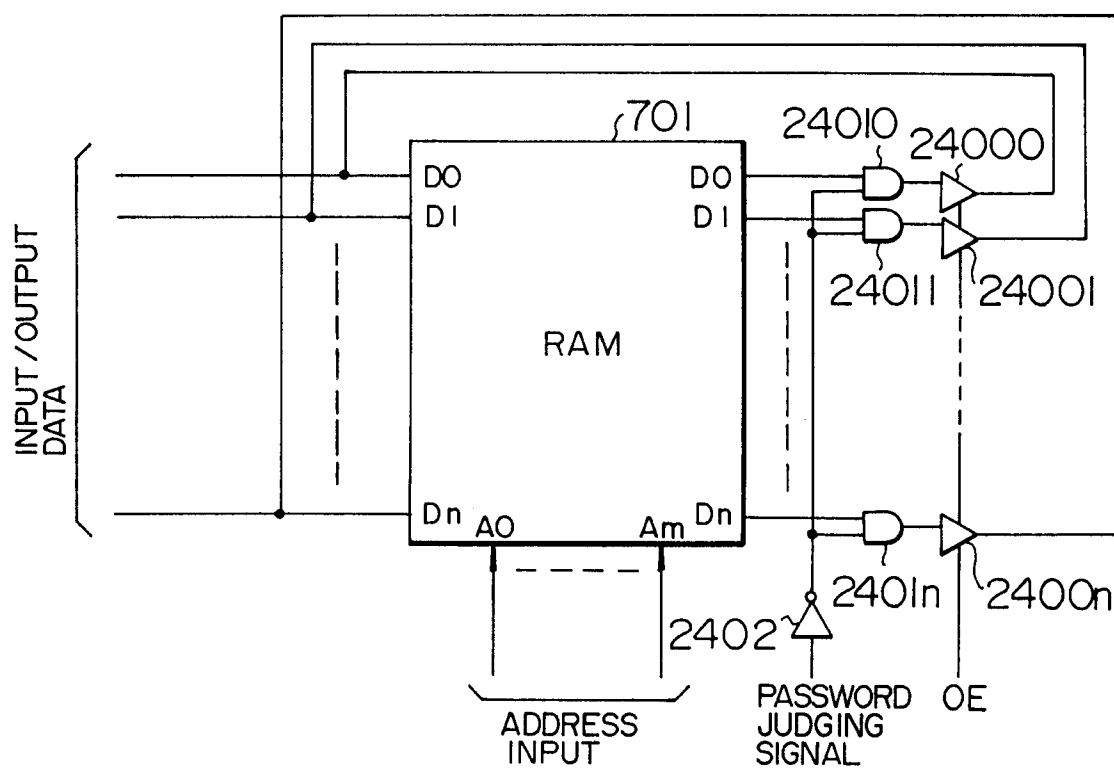 701
24010
24000
D0
D0
D1
D1
24011
24001
INPUT/OUTPUT
DATA
RAM
Dn
A0
Am
Dn
2401n
2400n
2402
PASSWORD
JUDGING
SIGNAL
OE
ADDRESS
INPUT